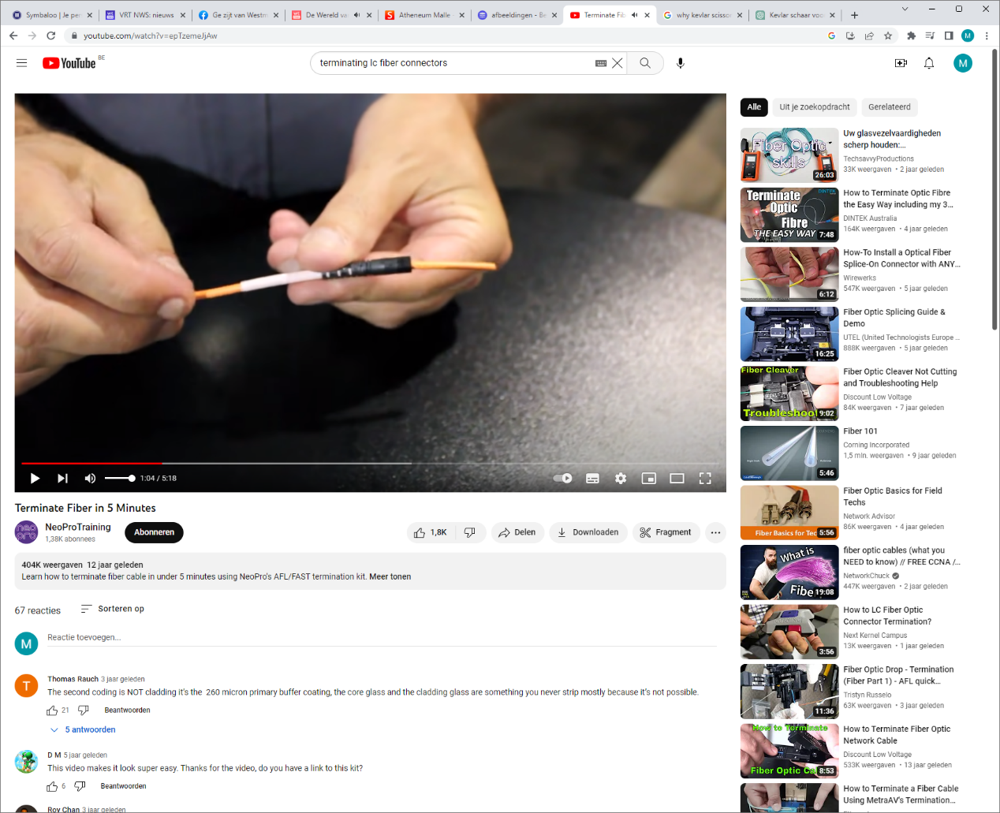 Symbaloo | Je per
VRT NWS: nieuws
Ge zijt van Westm
De Wereld va
Atheneum Malle
afbeeldingen - Be
Terminate Fib
why kevlar scisso
Kevlar schaar voo
youtube.com/watch?v=epTzemeJjAw
M
YouTube BE
terminating lc fiber connectors
M
1:04 / 5:18
Terminate Fiber in 5 Minutes
neo pro
NeoProTraining
1,38K abonnees
Abonneren
1,8K
Delen
Downloaden
Fragment
404K weergaven 12 jaar geleden
Learn how to terminate fiber cable in under 5 minutes using NeoPro's AFL/FAST termination kit. Meer tonen
67 reacties
Sorteren op
M
Reactie toevoegen...
T
Thomas Rauch 3 jaar geleden
The second coding is NOT cladding it's the 260 micron primary buffer coating, the core glass and the cladding glass are something you never strip mostly because it's not possible.
21
Beantwoorden
5 antwoorden
D M 5 jaar geleden
This video makes it look super easy. Thanks for the video, do you have a link to this kit?
6
Beantwoorden
Roy Chan 3 jaar geleden
Alle
Uit je zoekopdracht
Gerelateerd
Fiber Optic
skills
26:03
Uw glasvezelvaardigheden
scherp houden:...
TechsavvyProductions
33K weergaven • 2 jaar geleden
DINTEK
Terminate
Optic
Fibre
THE EASY WAY
7:48
How to Terminate Optic Fibre
the Easy Way including my 3...
DINTEK Australia
164K weergaven • 4 jaar geleden
6:12
How-To Install a Optical Fiber
Splice-On Connector with ANY...
Wirewerks
547K weergaven • 5 jaar geleden
16:25
Fiber Optic Splicing Guide &
Demo
UTEL (United Technologists Europe ...
888K weergaven • 5 jaar geleden
Fiber Cleaver
Troubleshoo
9:02
Fiber Optic Cleaver Not Cutting
and Troubleshooting Help
Discount Low Voltage
84K weergaven • 7 jaar geleden
5:46
Fiber 101
Corning Incorporated
1,5 mln. weergaven • 9 jaar geleden
Fiber Basics for Tec
5:56
Fiber Optic Basics for Field
Techs
Network Advisor
86K weergaven • 4 jaar geleden
What is
Fibe
19:08
fiber optic cables (what you
NEED to know) // FREE CCNA /...
NetworkChuck
447K weergaven • 2 jaar geleden
3:56
How to LC Fiber Optic
Connector Termination?
Next Kernel Campus
13K weergaven • 1 jaar geleden
11:36
Fiber Optic Drop - Termination
(Fiber Part 1) - AFL quick...
Tristyn Russelo
63K weergaven • 3 jaar geleden
How to Terminate
Fiber Optic Ca
8:53
How to Terminate Fiber Optic
Network Cable
Discount Low Voltage
533K weergaven • 13 jaar geleden
How to Terminate a Fiber Cable
Using MetraAV's Termination...